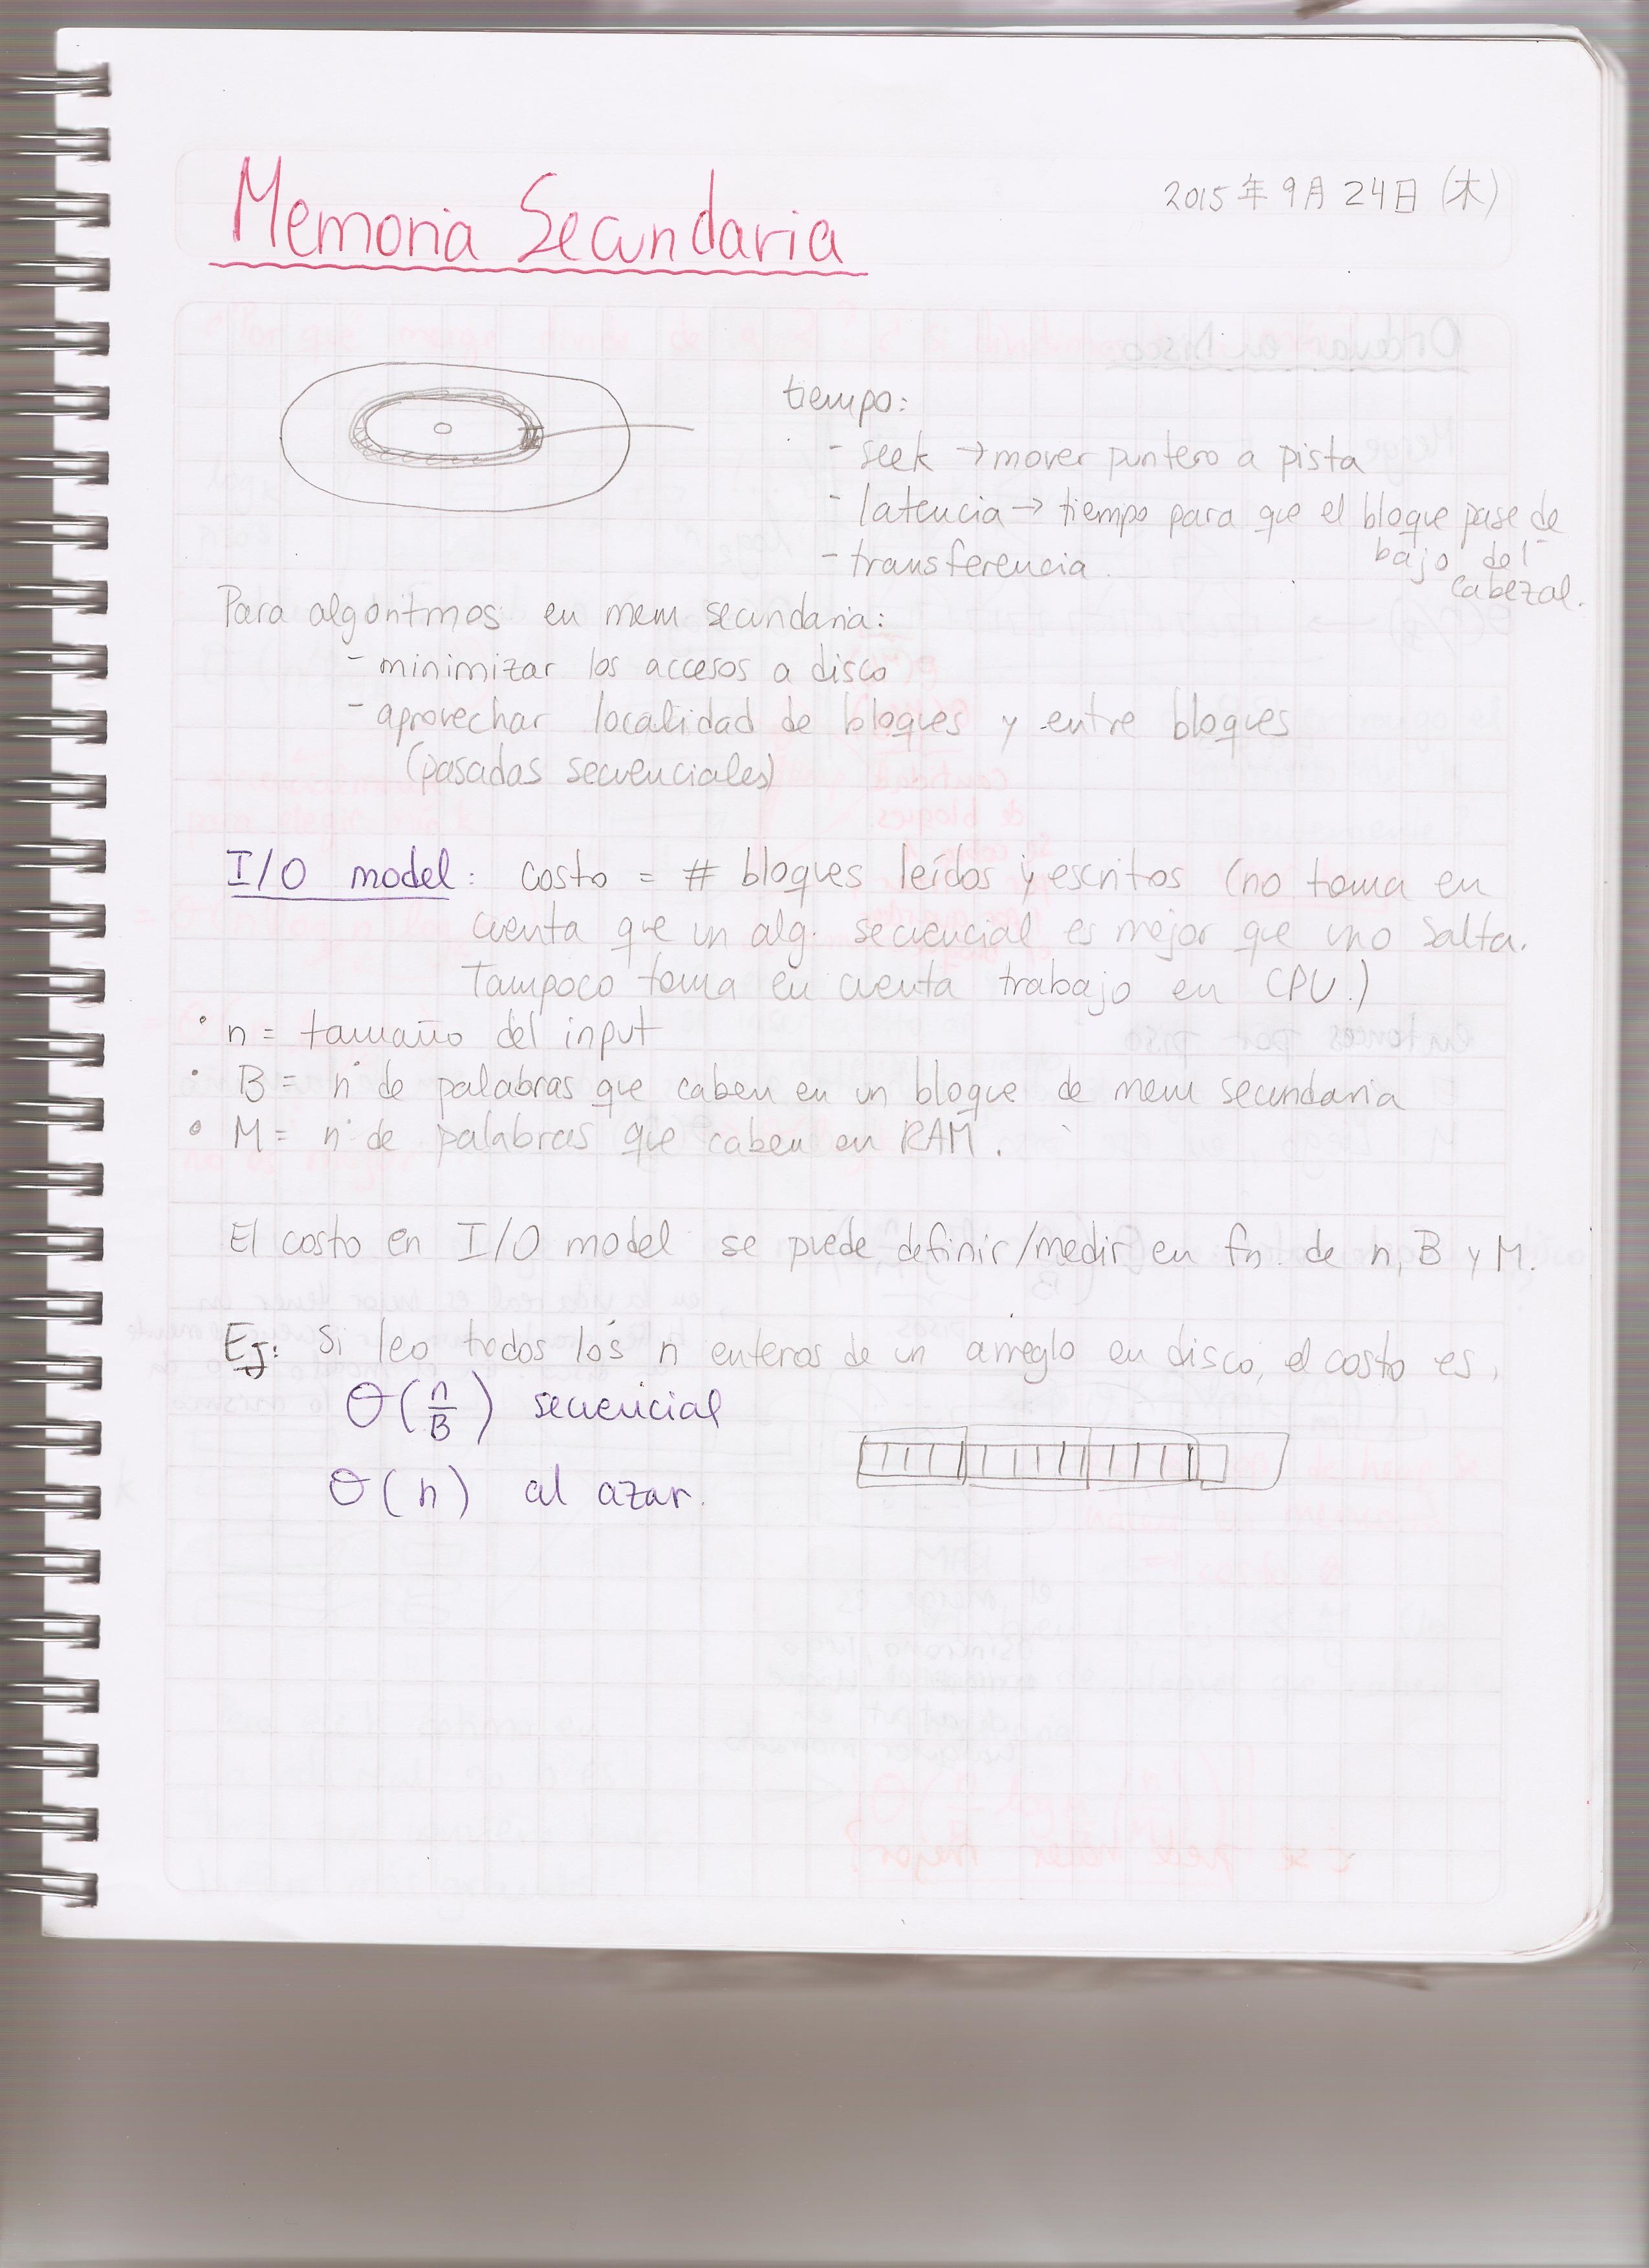 Memoria Secundaria
2015年9月24日 (木)
tiempo:
- seek → mover puntero a pista
- latencia → tiempo para que el bloque pase de
bajo del
cabezal.
- transferencia.
Para algoritmos en mem secundaria:
- minimizar los accesos a disco
- aprovechar localidad de bloques y entre bloques
(pasadas secuenciales)
I/O model: costo = # bloques leídos y escritos (no toma en
cuenta que un alg. secuencial es mejor que uno salta.
Tampoco toma en cuenta trabajo en CPU.)
• n = tamaño del input
• B = n° de palabras que caben en un bloque de mem secundaria
• M = n° de palabras que caben en RAM.
El costo en I/O model se puede definir/medir en fn. de n, B y M.
Ej: Si leo todos los n enteros de un arreglo en disco, el costo es,
Θ(n/B) secuencial
Θ(n) al azar.